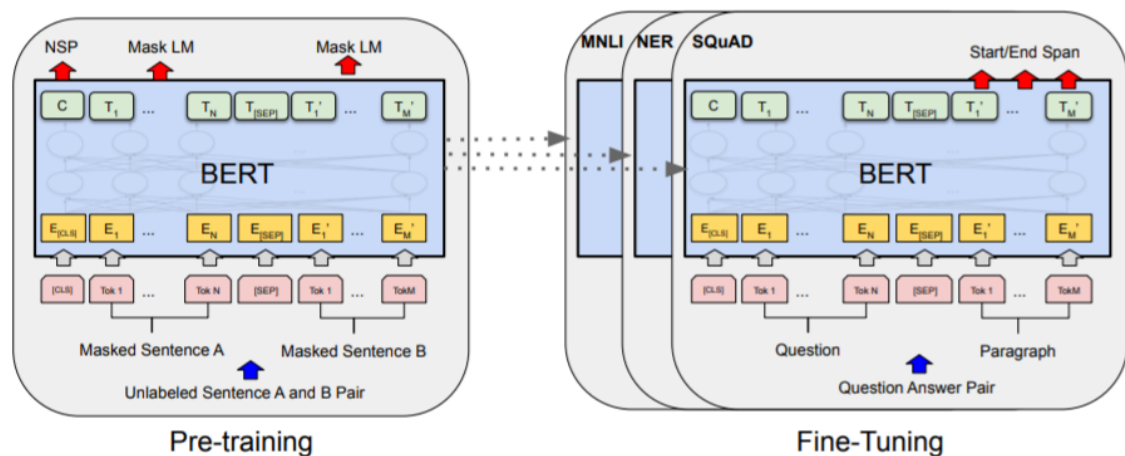 NSP Mask LM Mask LM
C T1 ... TN T[SEP] T1' ... TM'
BERT
E[CLS] E1 ... EN E[SEP] E1' ... EM'
[CLS] Tok 1 ... Tok N [SEP] Tok 1 ... TokM
Masked Sentence A Masked Sentence B
Unlabeled Sentence A and B Pair
Pre-training
MNLI NER SQuAD
Start/End Span
C T1 ... TN T[SEP] T1' ... TM'
BERT
E[CLS] E1 ... EN E[SEP] E1' ... EM'
[CLS] Tok 1 ... Tok N [SEP] Tok 1 ... TokM
Question Paragraph
Question Answer Pair
Fine-Tuning